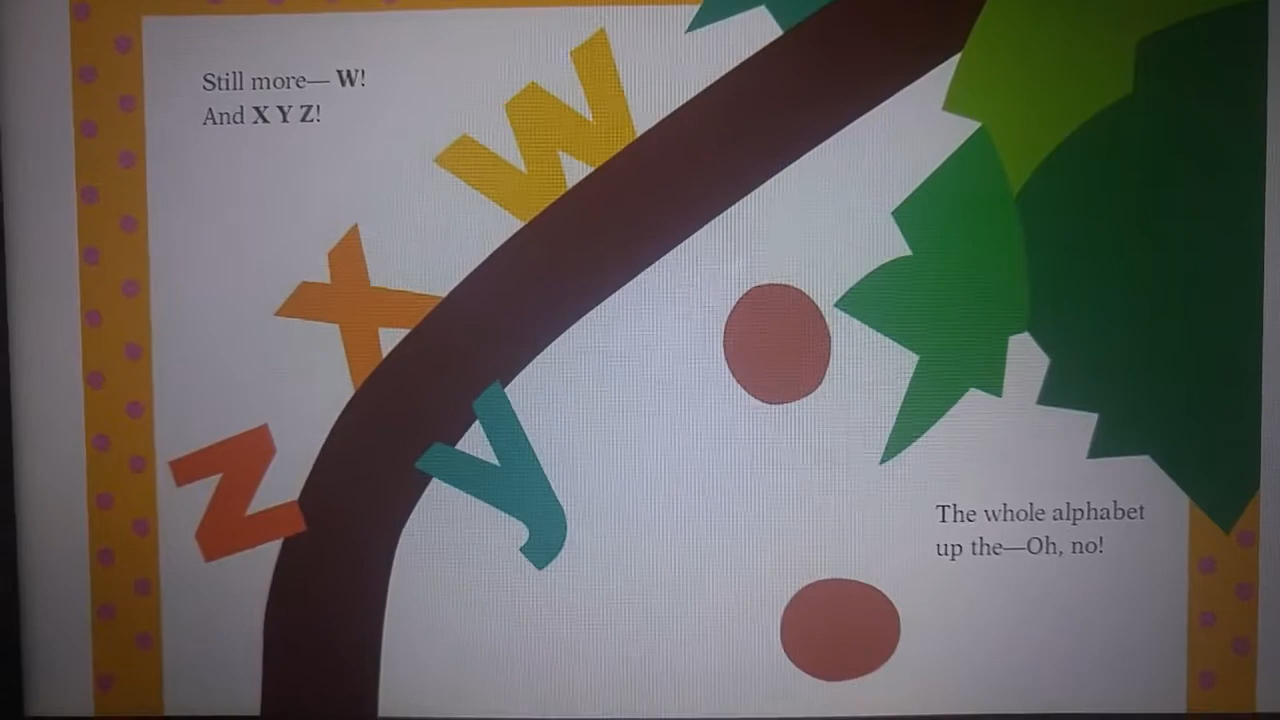 Still more— W!
And X Y Z!
w
x
y
z
The whole alphabet
up the—Oh, no!